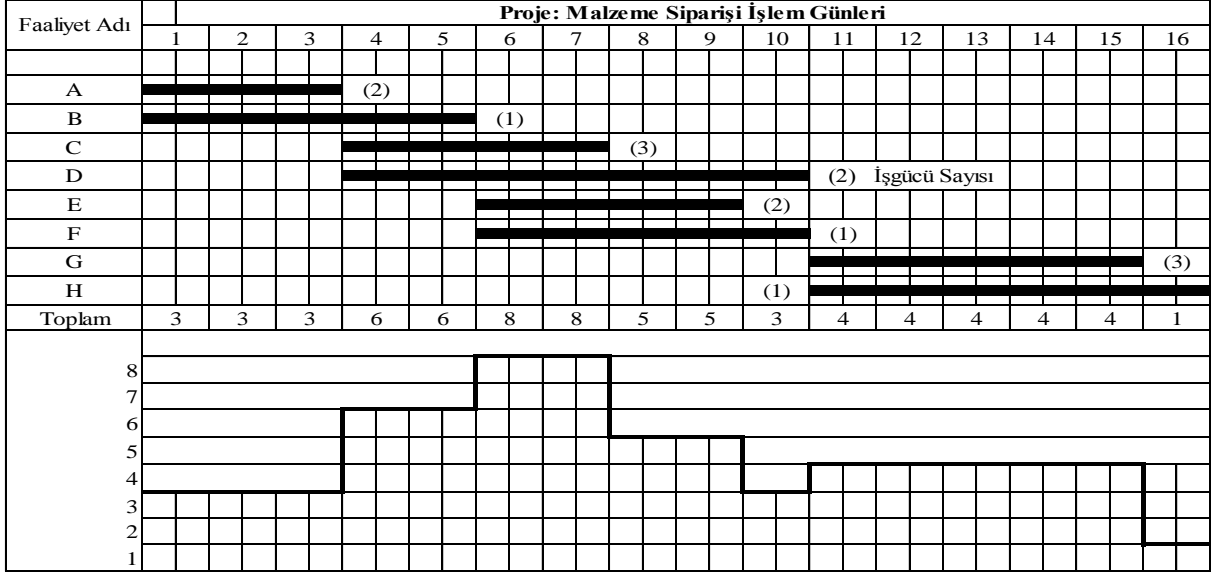 Proje: Malzeme Siparişi İşlem Günleri
Faaliyet Adı
1 2 3 4 5 6 7 8 9 10 11 12 13 14 15 16
A (2)
B (1)
C (3)
D (2) İşgücü Sayısı
E (2)
F (1)
G (3)
H (1)
Toplam 3 3 3 6 6 8 8 5 5 3 4 4 4 4 4 1
8
7
6
5
4
3
2
1